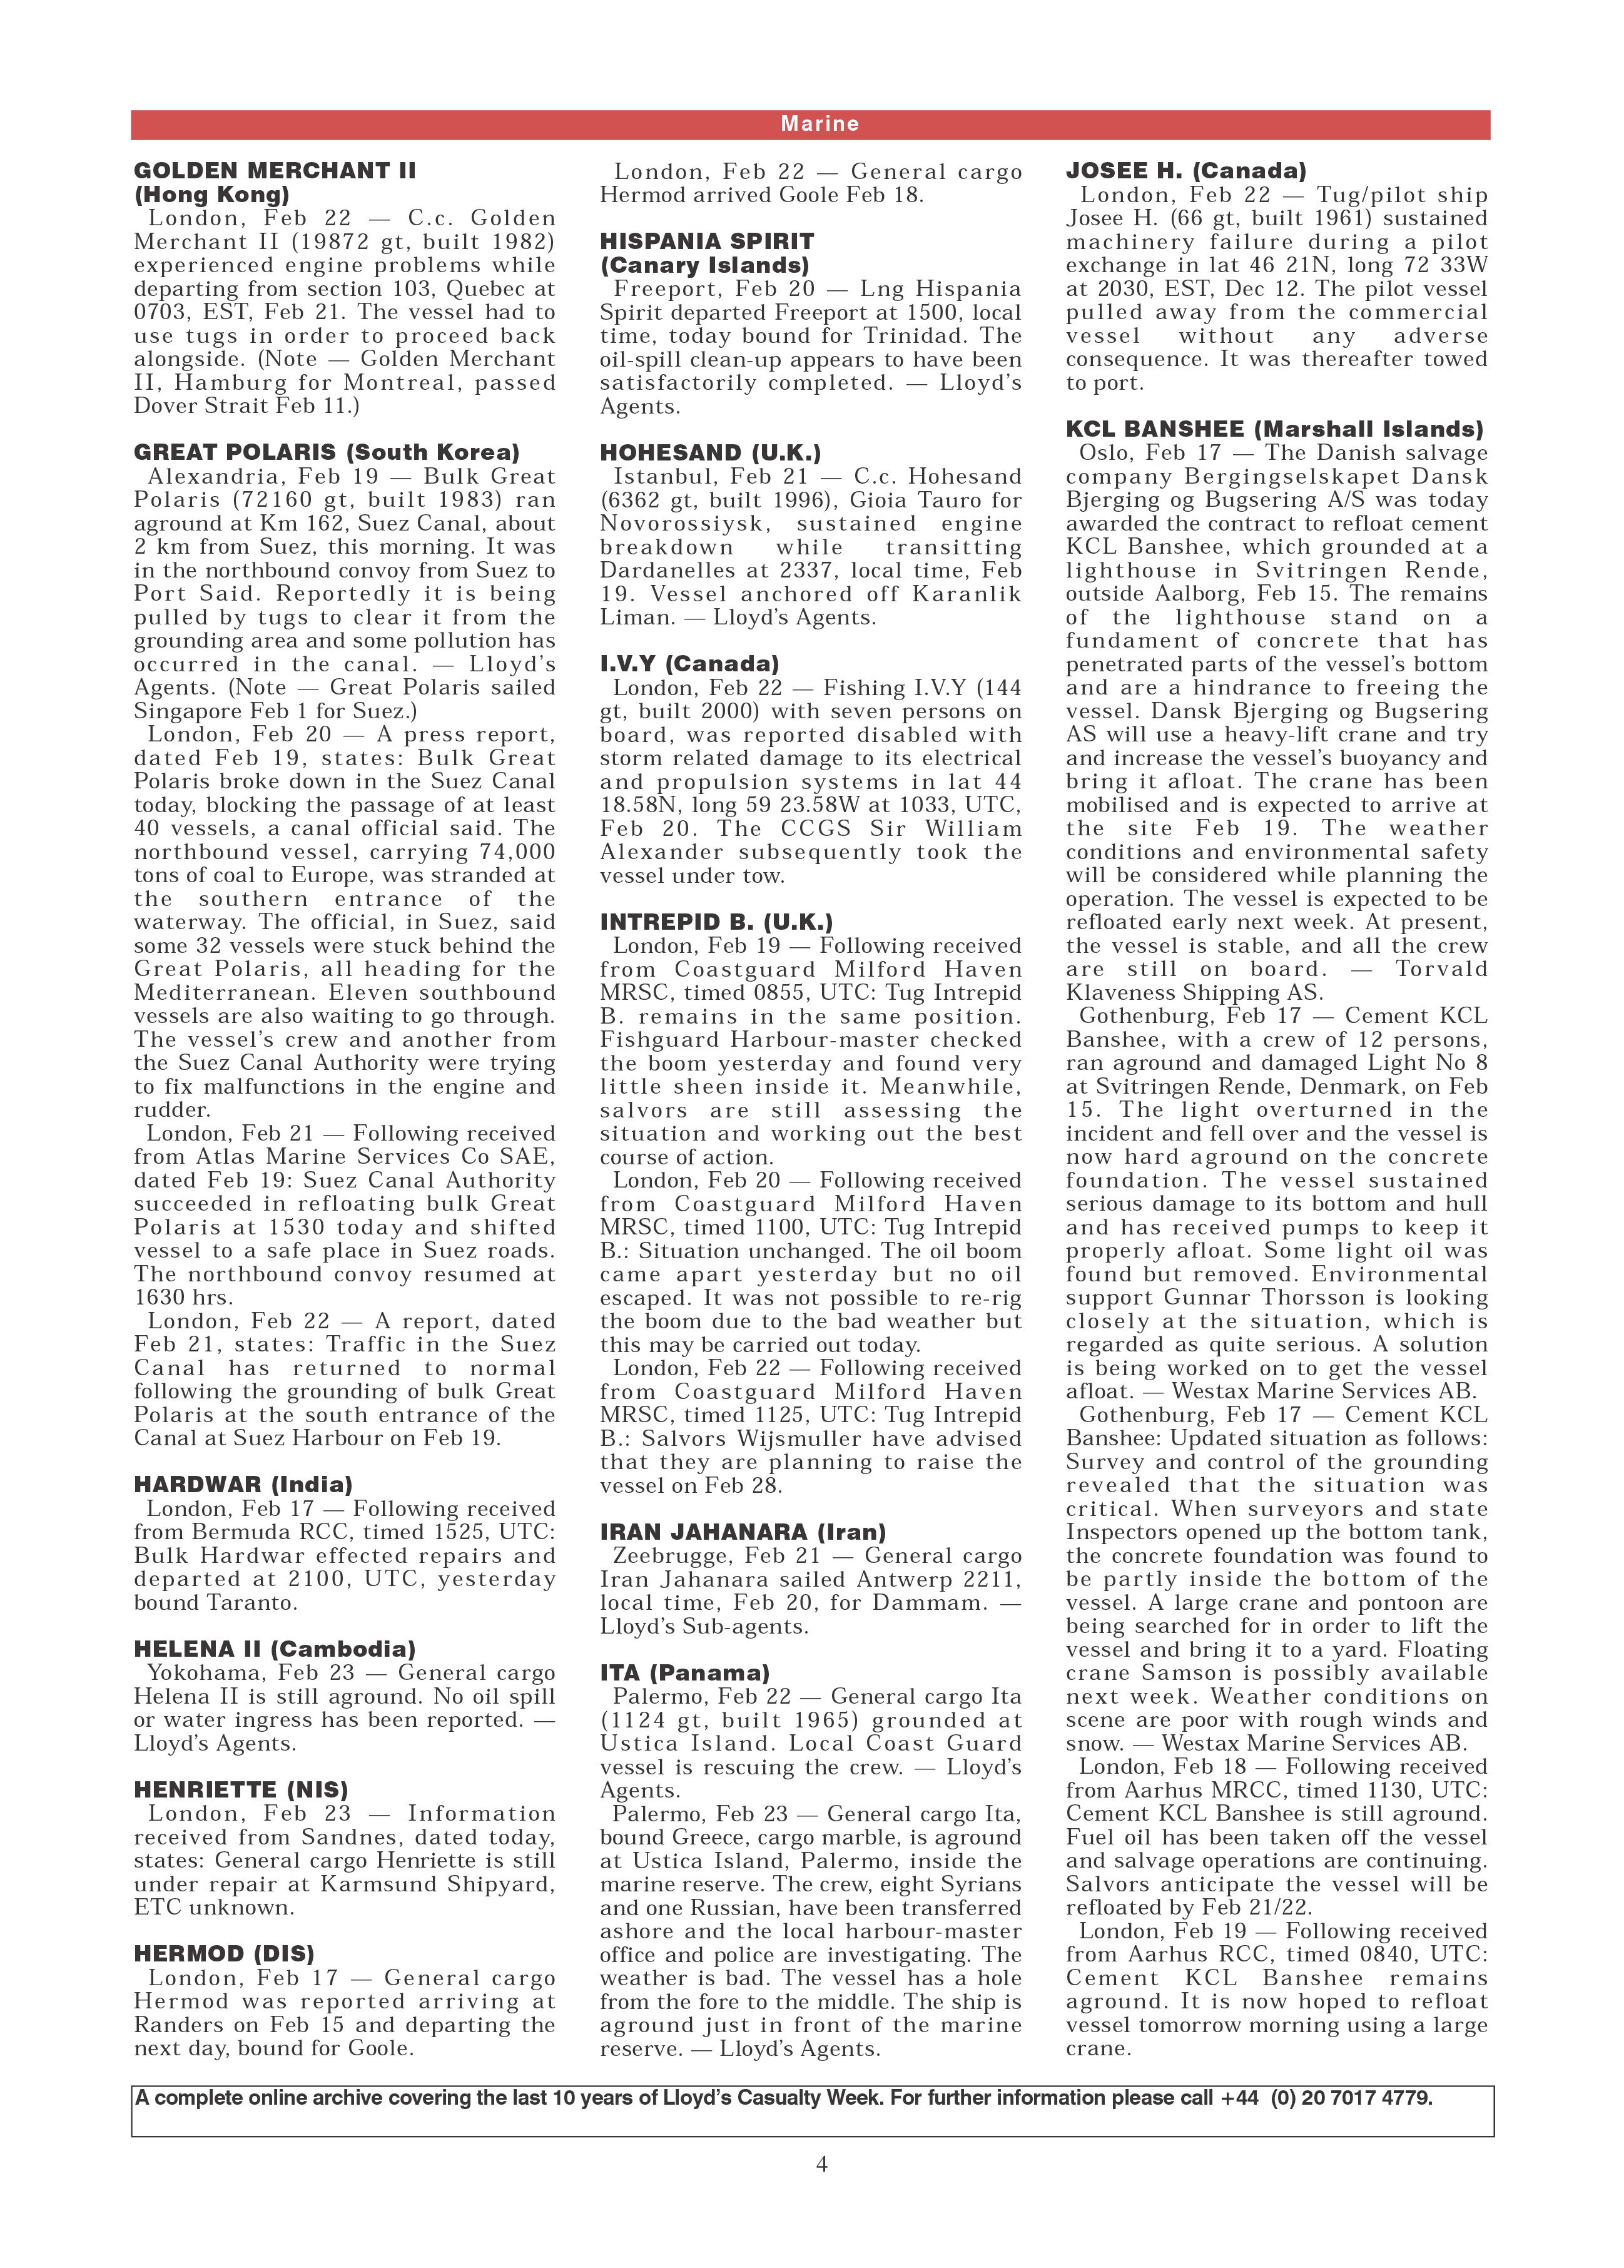 Marine
GOLDEN MERCHANT II
(Hong Kong)
London, Feb 22 — C.c. Golden
Merchant II (19872 gt, built 1982)
experienced engine problems while
departing from section 103, Quebec at
0703, EST, Feb 21. The vessel had to
use tugs in order to proceed back
alongside. (Note — Golden Merchant
II, Hamburg for Montreal, passed
Dover Strait Feb 11.)
GREAT POLARIS (South Korea)
Alexandria, Feb 19 — Bulk Great
Polaris (72160 gt, built 1983) ran
aground at Km 162, Suez Canal, about
2 km from Suez, this morning. It was
in the northbound convoy from Suez to
Port Said. Reportedly it is being
pulled by tugs to clear it from the
grounding area and some pollution has
occurred in the canal. — Lloyd's
Agents. (Note — Great Polaris sailed
Singapore Feb 1 for Suez.)
London, Feb 20 — A press report,
dated Feb 19, states: Bulk Great
Polaris broke down in the Suez Canal
today, blocking the passage of at least
40 vessels, a canal official said. The
northbound vessel, carrying 74,000
tons of coal to Europe, was stranded at
the southern entrance of the
waterway. The official, in Suez, said
some 32 vessels were stuck behind the
Great Polaris, all heading for the
Mediterranean. Eleven southbound
vessels are also waiting to go through.
The vessel's crew and another from
the Suez Canal Authority were trying
to fix malfunctions in the engine and
rudder.
London, Feb 21 — Following received
from Atlas Marine Services Co SAE,
dated Feb 19: Suez Canal Authority
succeeded in refloating bulk Great
Polaris at 1530 today and shifted
vessel to a safe place in Suez roads.
The northbound convoy resumed at
1630 hrs.
London, Feb 22 — A report, dated
Feb 21, states: Traffic in the Suez
Canal has returned to normal
following the grounding of bulk Great
Polaris at the south entrance of the
Canal at Suez Harbour on Feb 19.
HARDWAR (India)
London, Feb 17 — Following received
from Bermuda RCC, timed 1525, UTC:
Bulk Hardwar effected repairs and
departed at 2100, UTC, yesterday
bound Taranto.
HELENA II (Cambodia)
Yokohama, Feb 23 — General cargo
Helena II is still aground. No oil spill
or water ingress has been reported. —
Lloyd's Agents.
HENRIETTE (NIS)
London, Feb 23 — Information
received from Sandnes, dated today,
states: General cargo Henriette is still
under repair at Karmsund Shipyard,
ETC unknown.
HERMOD (DIS)
London, Feb 17 — General cargo
Hermod was reported arriving at
Randers on Feb 15 and departing the
next day, bound for Goole.
London, Feb 22 — General cargo
Hermod arrived Goole Feb 18.
HISPANIA SPIRIT
(Canary Islands)
Freeport, Feb 20 — Lng Hispania
Spirit departed Freeport at 1500, local
time, today bound for Trinidad. The
oil-spill clean-up appears to have been
satisfactorily completed. — Lloyd's
Agents.
HOHESAND (U.K.)
Istanbul, Feb 21 — C.c. Hohesand
(6362 gt, built 1996), Gioia Tauro for
Novorossiysk, sustained engine
breakdown while transitting
Dardanelles at 2337, local time, Feb
19. Vessel anchored off Karanlik
Liman. — Lloyd's Agents.
I.V.Y (Canada)
London, Feb 22 — Fishing I.V.Y (144
gt, built 2000) with seven persons on
board, was reported disabled with
storm related damage to its electrical
and propulsion systems in lat 44
18.58N, long 59 23.58W at 1033, UTC,
Feb 20. The CCGS Sir William
Alexander subsequently took the
vessel under tow.
INTREPID B. (U.K.)
London, Feb 19 — Following received
from Coastguard Milford Haven
MRSC, timed 0855, UTC: Tug Intrepid
B. remains in the same position.
Fishguard Harbour-master checked
the boom yesterday and found very
little sheen inside it. Meanwhile,
salvors are still assessing the
situation and working out the best
course of action.
London, Feb 20 — Following received
from Coastguard Milford Haven
MRSC, timed 1100, UTC: Tug Intrepid
B.: Situation unchanged. The oil boom
came apart yesterday but no oil
escaped. It was not possible to re-rig
the boom due to the bad weather but
this may be carried out today.
London, Feb 22 — Following received
from Coastguard Milford Haven
MRSC, timed 1125, UTC: Tug Intrepid
B.: Salvors Wijsmuller have advised
that they are planning to raise the
vessel on Feb 28.
IRAN JAHANARA (Iran)
Zeebrugge, Feb 21 — General cargo
Iran Jahanara sailed Antwerp 2211,
local time, Feb 20, for Dammam. —
Lloyd's Sub-agents.
ITA (Panama)
Palermo, Feb 22 — General cargo Ita
(1124 gt, built 1965) grounded at
Ustica Island. Local Coast Guard
vessel is rescuing the crew. — Lloyd's
Agents.
Palermo, Feb 23 — General cargo Ita,
bound Greece, cargo marble, is aground
at Ustica Island, Palermo, inside the
marine reserve. The crew, eight Syrians
and one Russian, have been transferred
ashore and the local harbour-master
office and police are investigating. The
weather is bad. The vessel has a hole
from the fore to the middle. The ship is
aground just in front of the marine
reserve. — Lloyd's Agents.
JOSEE H. (Canada)
London, Feb 22 — Tug/pilot ship
Josee H. (66 gt, built 1961) sustained
machinery failure during a pilot
exchange in lat 46 21N, long 72 33W
at 2030, EST, Dec 12. The pilot vessel
pulled away from the commercial
vessel without any adverse
consequence. It was thereafter towed
to port.
KCL BANSHEE (Marshall Islands)
Oslo, Feb 17 — The Danish salvage
company Bergingselskapet Dansk
Bjerging og Bugsering A/S was today
awarded the contract to refloat cement
KCL Banshee, which grounded at a
lighthouse in Svitringen Rende,
outside Aalborg, Feb 15. The remains
of the lighthouse stand on a
fundament of concrete that has
penetrated parts of the vessel's bottom
and are a hindrance to freeing the
vessel. Dansk Bjerging og Bugsering
AS will use a heavy-lift crane and try
and increase the vessel's buoyancy and
bring it afloat. The crane has been
mobilised and is expected to arrive at
the site Feb 19. The weather
conditions and environmental safety
will be considered while planning the
operation. The vessel is expected to be
refloated early next week. At present,
the vessel is stable, and all the crew
are still on board. — Torvald
Klaveness Shipping AS.
Gothenburg, Feb 17 — Cement KCL
Banshee, with a crew of 12 persons,
ran aground and damaged Light No 8
at Svitringen Rende, Denmark, on Feb
15. The light overturned in the
incident and fell over and the vessel is
now hard aground on the concrete
foundation. The vessel sustained
serious damage to its bottom and hull
and has received pumps to keep it
properly afloat. Some light oil was
found but removed. Environmental
support Gunnar Thorsson is looking
closely at the situation, which is
regarded as quite serious. A solution
is being worked on to get the vessel
afloat. — Westax Marine Services AB.
Gothenburg, Feb 17 — Cement KCL
Banshee: Updated situation as follows:
Survey and control of the grounding
revealed that the situation was
critical. When surveyors and state
Inspectors opened up the bottom tank,
the concrete foundation was found to
be partly inside the bottom of the
vessel. A large crane and pontoon are
being searched for in order to lift the
vessel and bring it to a yard. Floating
crane Samson is possibly available
next week. Weather conditions on
scene are poor with rough winds and
snow. — Westax Marine Services AB.
London, Feb 18 — Following received
from Aarhus MRCC, timed 1130, UTC:
Cement KCL Banshee is still aground.
Fuel oil has been taken off the vessel
and salvage operations are continuing.
Salvors anticipate the vessel will be
refloated by Feb 21/22.
London, Feb 19 — Following received
from Aarhus RCC, timed 0840, UTC:
Cement KCL Banshee remains
aground. It is now hoped to refloat
vessel tomorrow morning using a large
crane.
A complete online archive covering the last 10 years of Lloyd's Casualty Week. For further information please call +44 (0) 20 7017 4779.
4